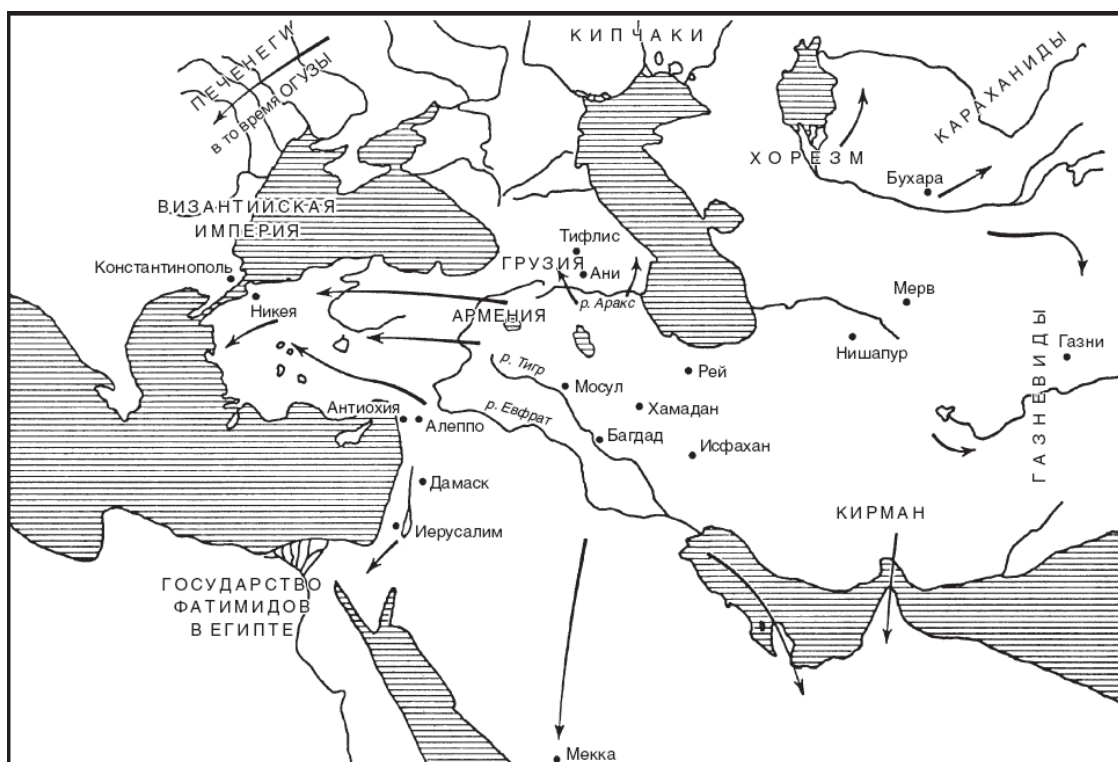 ПЕЧЕНЕГИ
в то время ОГУЗЫ
КИПЧАКИ
КАРАХАНИДЫ
ХОРЕЗМ
Бухара
ВИЗАНТИЙСКАЯ
ИМПЕРИЯ
Константинополь
Никея
Тифлис
ГРУЗИЯ
Ани
р. Аракс
АРМЕНИЯ
Мерв
Нишапур
ГАЗНЕВИДЫ
Газни
р. Тигр
Мосул
Рей
р. Евфрат
Хамадан
Антиохия
Алеппо
Багдад
Исфахан
Дамаск
Иерусалим
КИРМАН
ГОСУДАРСТВО
ФАТИМИДОВ
В ЕГИПТЕ
Мекка